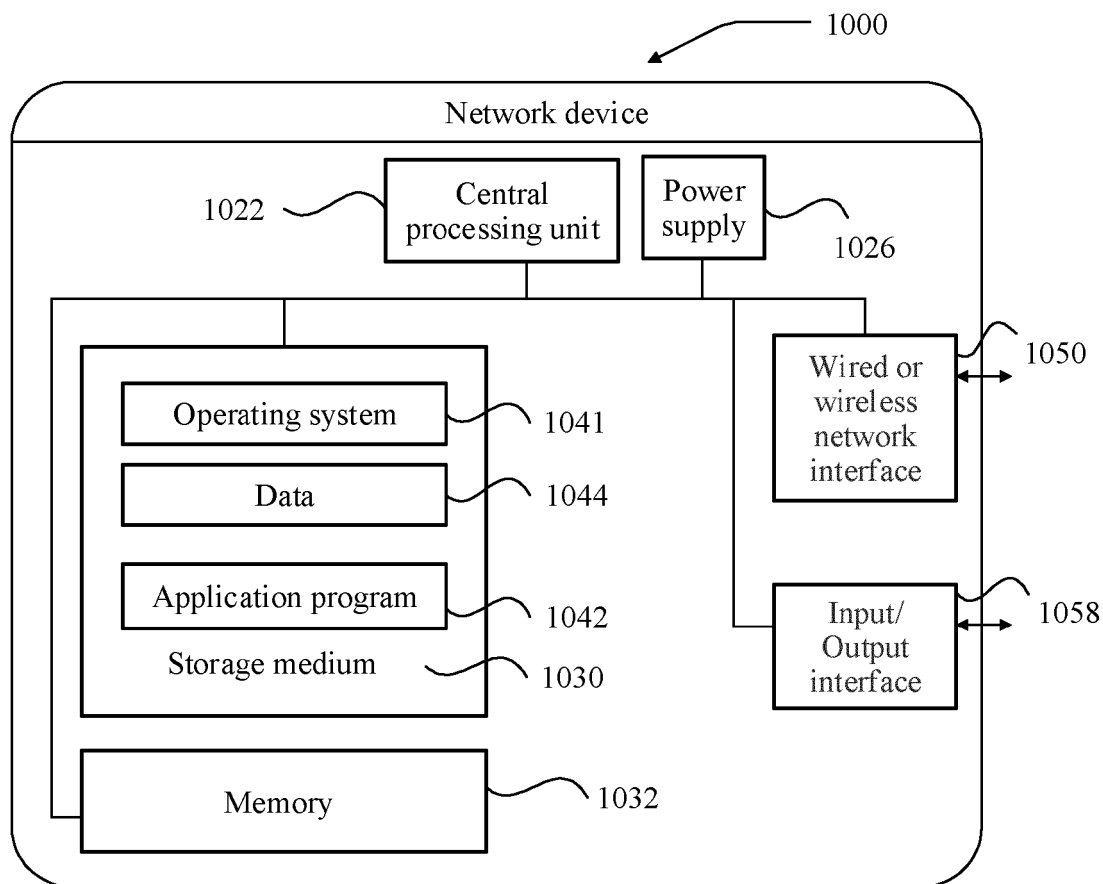 1000
Network device
Central
processing unit
1022
Power
supply
1026
Operating system
1041
Data
1044
Application program
1042
Storage medium
1030
Memory
1032
Wired or
wireless
network
interface
1050
Input/
Output
interface
1058